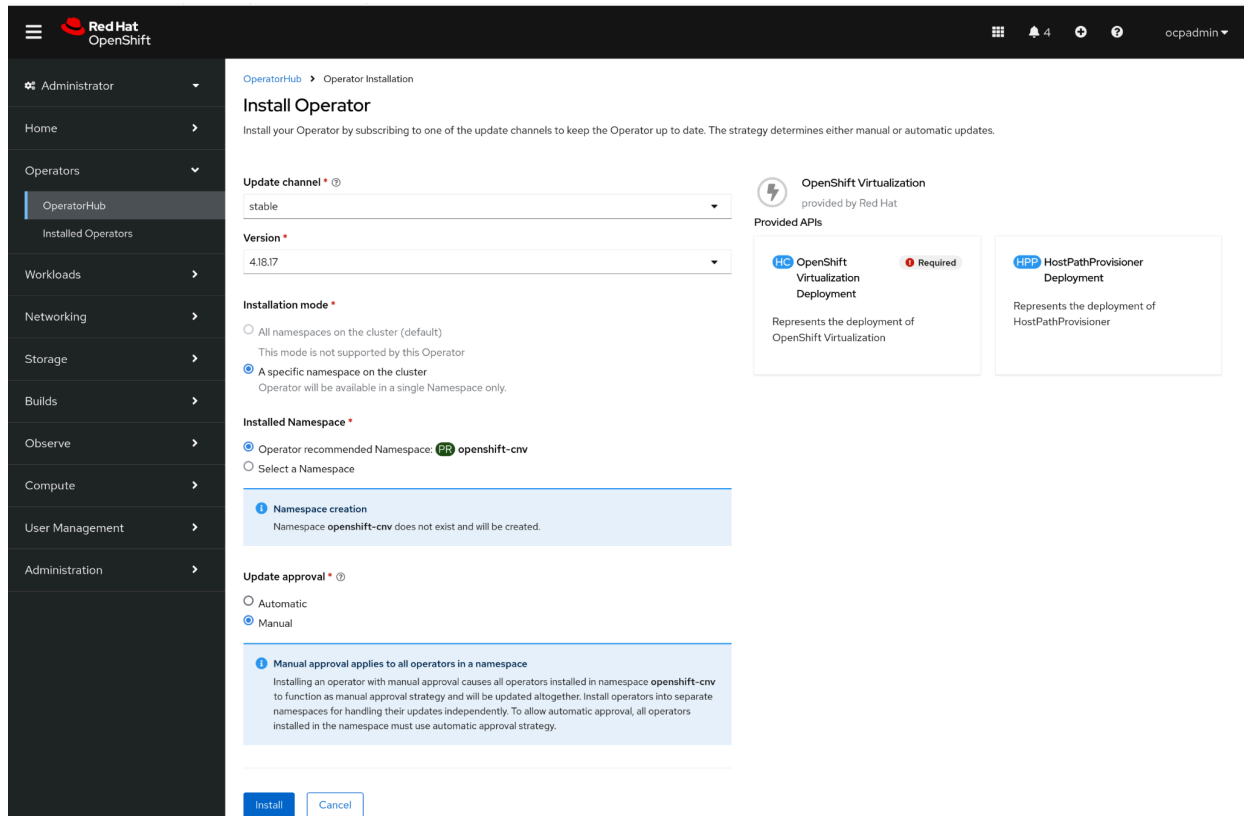 Red Hat
OpenShift
4
ocpadmin
Administrator
Home
Operators
OperatorHub
Installed Operators
Workloads
Networking
Storage
Builds
Observe
Compute
User Management
Administration
OperatorHub > Operator Installation
Install Operator
Install your Operator by subscribing to one of the update channels to keep the Operator up to date. The strategy determines either manual or automatic updates.
Update channel *
stable
Version *
4.18.17
Installation mode *
All namespaces on the cluster (default)
This mode is not supported by this Operator
A specific namespace on the cluster
Operator will be available in a single Namespace only.
Installed Namespace *
Operator recommended Namespace: PR openshift-cnv
Select a Namespace
Namespace creation
Namespace openshift-cnv does not exist and will be created.
Update approval *
Automatic
Manual
Manual approval applies to all operators in a namespace
Installing an operator with manual approval causes all operators installed in namespace openshift-cnv
to function as manual approval strategy and will be updated altogether. Install operators into separate
namespaces for handling their updates independently. To allow automatic approval, all operators
installed in the namespace must use automatic approval strategy.
Install
Cancel
OpenShift Virtualization
provided by Red Hat
Provided APIs
HC OpenShift
Virtualization
Deployment
Required
Represents the deployment of
OpenShift Virtualization
HPP HostPathProvisioner
Deployment
Represents the deployment of
HostPathProvisioner